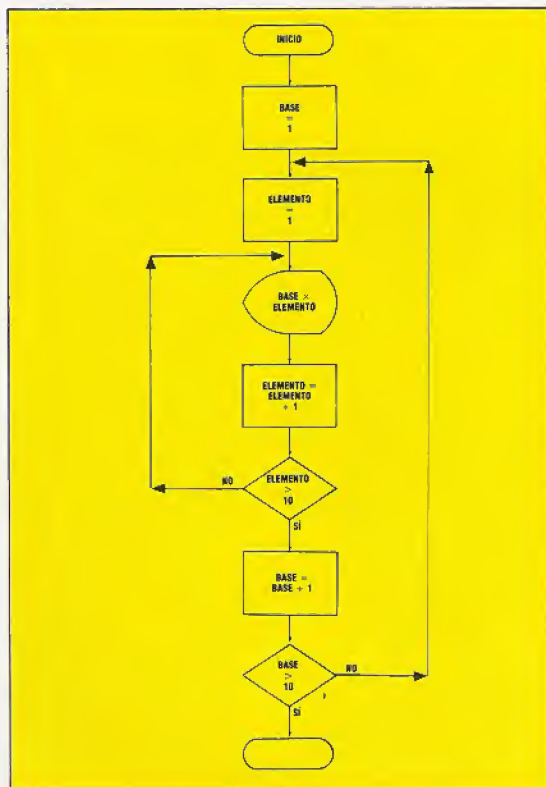 INICIO
BASE
=
1
ELEMENTO
=
1
BASE ×
ELEMENTO
ELEMENTO =
ELEMENTO
+ 1
ELEMENTO
>
10
NO
SÍ
BASE =
BASE + 1
BASE
>
10
NO
SÍ